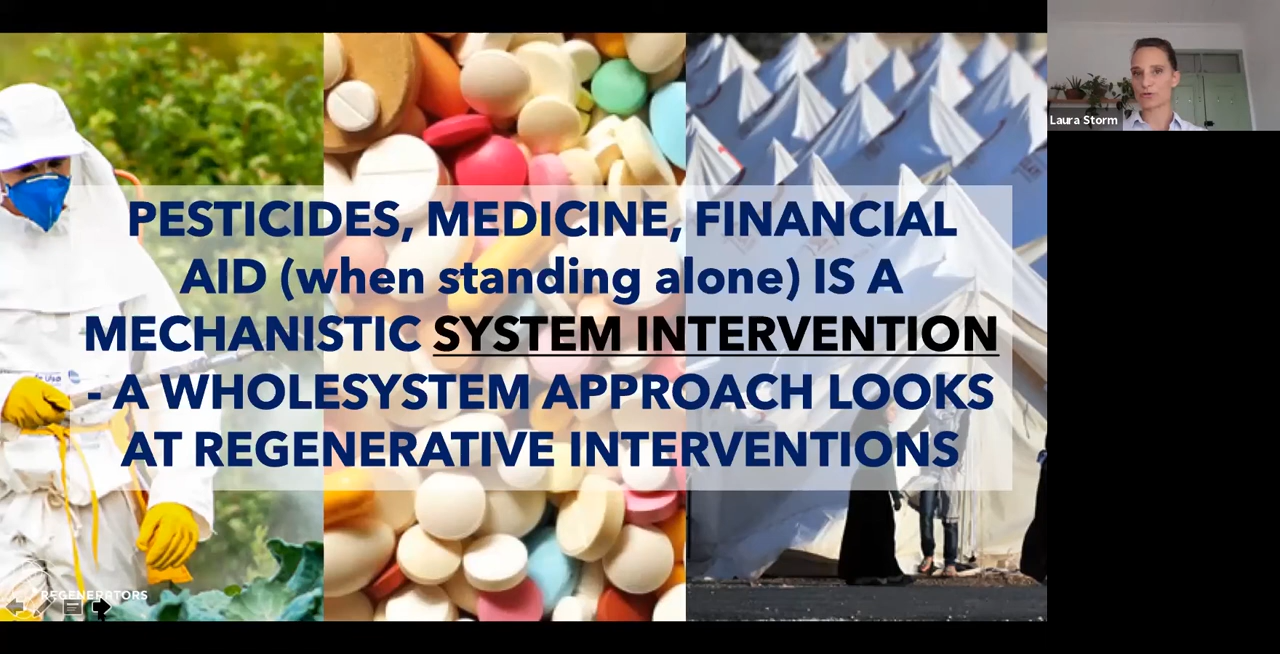 PESTICIDES, MEDICINE, FINANCIAL
AID (when standing alone) IS A
MECHANISTIC SYSTEM INTERVENTION
- A WHOLESYSTEM APPROACH LOOKS
AT REGENERATIVE INTERVENTIONS
REGENERATORS
Laura Storm